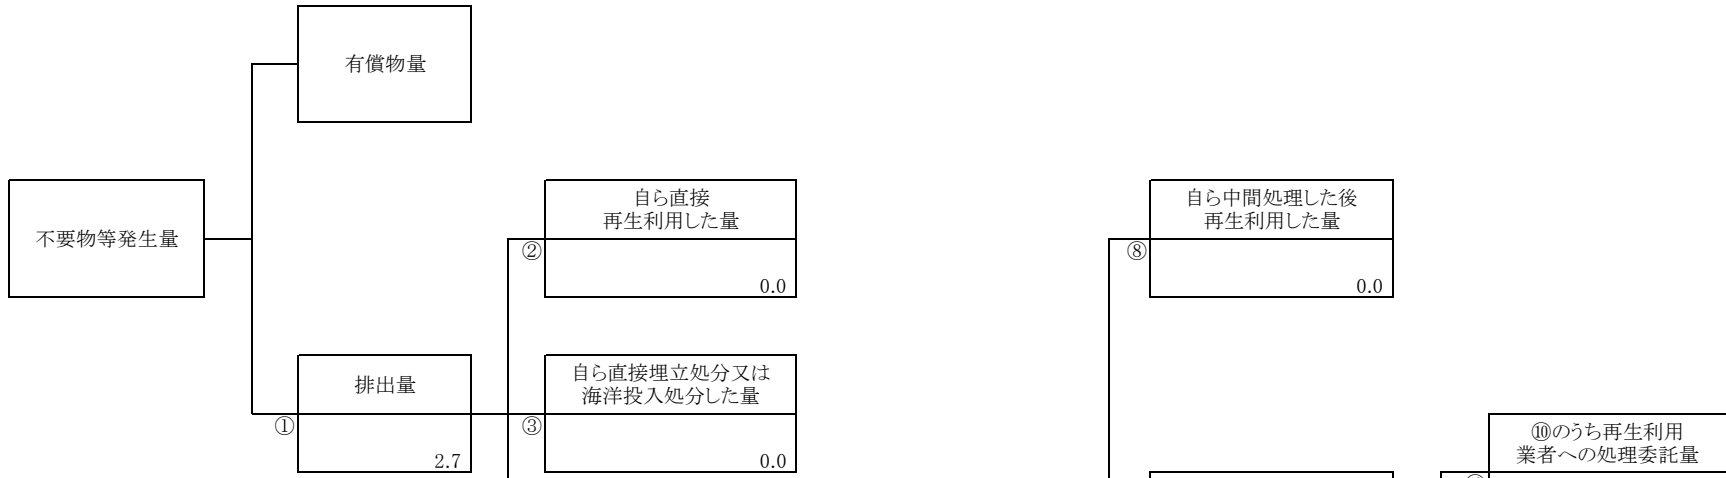 有償物量
不要物等発生量
自ら直接
再生利用した量
②
0.0
自ら中間処理した後
再生利用した量
⑧
0.0
排出量
①
2.7
自ら直接埋立処分又は
海洋投入処分した量
③
0.0
⑩のうち再生利用
業者への処理委託量